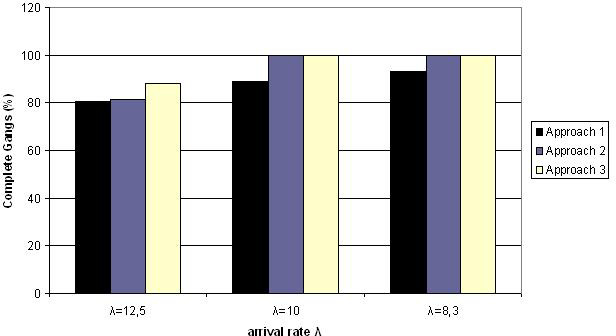 120
100
80
60
40
20
0
Complete Gangs (%)
λ=12,5
λ=10
λ=8,3
arrival rate λ
Approach 1
Approach 2
Approach 3